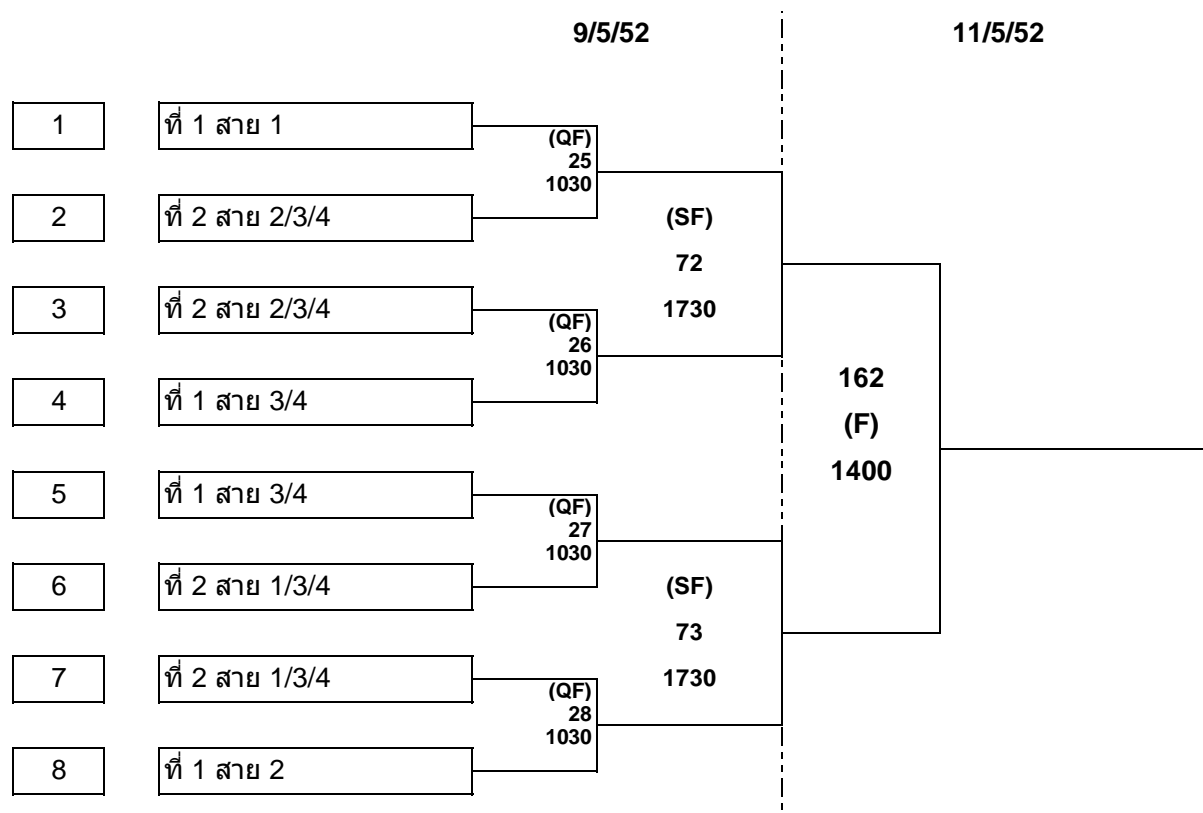 9/5/52 11/5/52
1 ที่ 1 สาย 1
(QF)
25
1030
2 ที่ 2 สาย 2/3/4
(SF)
72
1730
3 ที่ 2 สาย 2/3/4
(QF)
26
1030
4 ที่ 1 สาย 3/4
162
(F)
1400
5 ที่ 1 สาย 3/4
(QF)
27
1030
6 ที่ 2 สาย 1/3/4
(SF)
73
1730
7 ที่ 2 สาย 1/3/4
(QF)
28
1030
8 ที่ 1 สาย 2